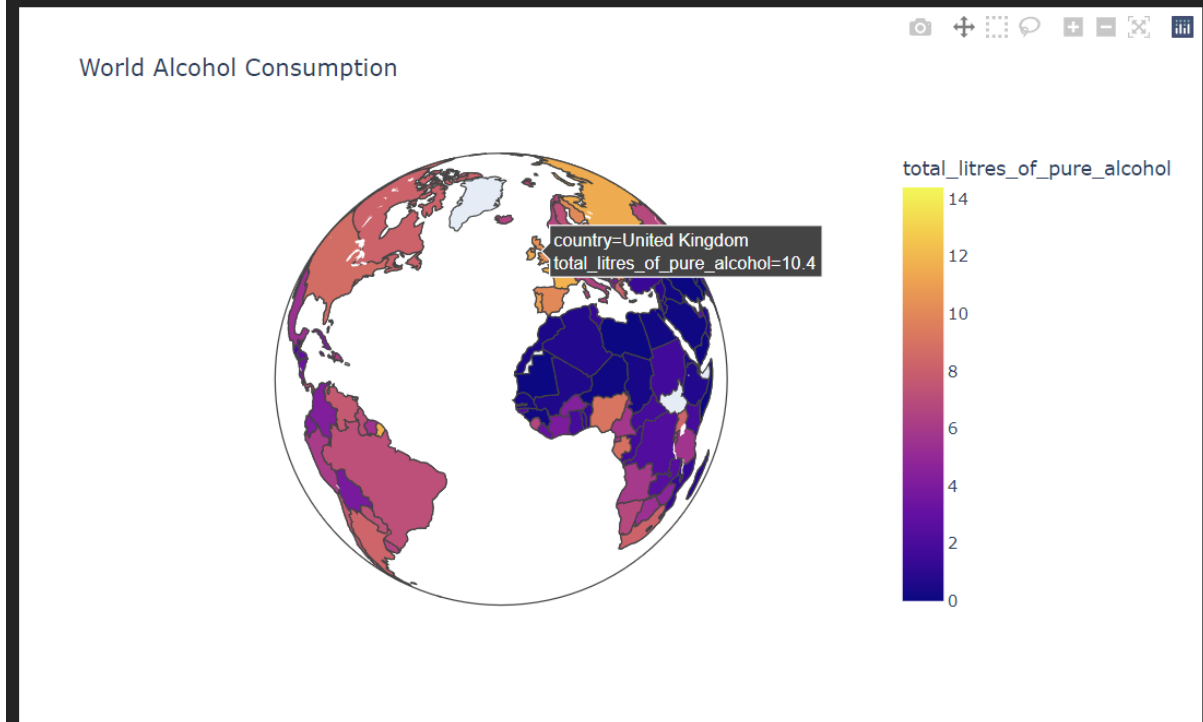 World Alcohol Consumption
total_litres_of_pure_alcohol
14
country=United Kingdom
total_litres_of_pure_alcohol=10.4
12
10
8
6
4
2
0